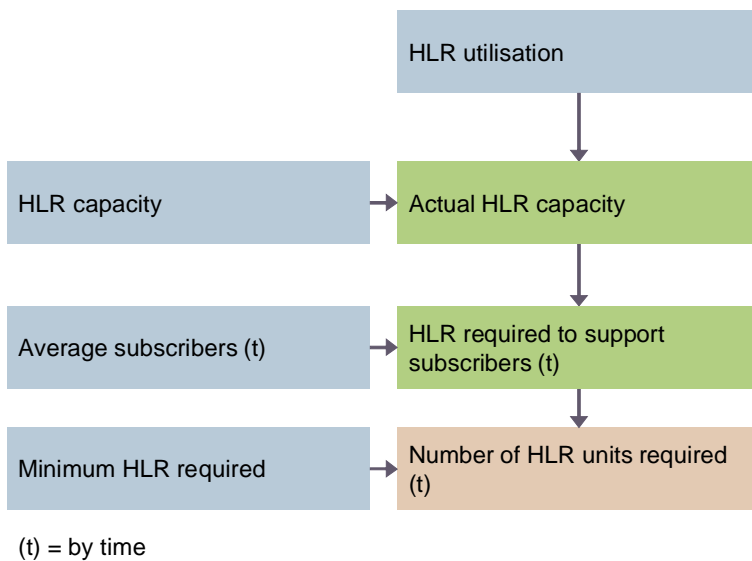 HLR utilisation
HLR capacity
Actual HLR capacity
Average subscribers (t)
HLR required to support
subscribers (t)
Minimum HLR required
Number of HLR units required
(t)
(t) = by time